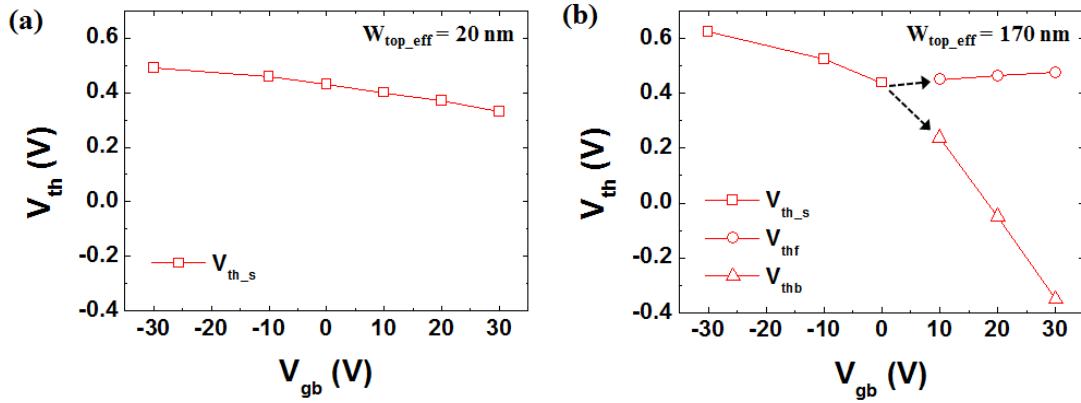 (a)
W_top_eff = 20 nm
0.6
0.4
0.2
0.0
-0.2
-0.4
V_th (V)
V_th_s
-30 -20 -10 0 10 20 30
V_gb (V)
(b)
W_top_eff = 170 nm
0.6
0.4
0.2
0.0
-0.2
-0.4
V_th (V)
V_th_s
V_thf
V_thb
-30 -20 -10 0 10 20 30
V_gb (V)